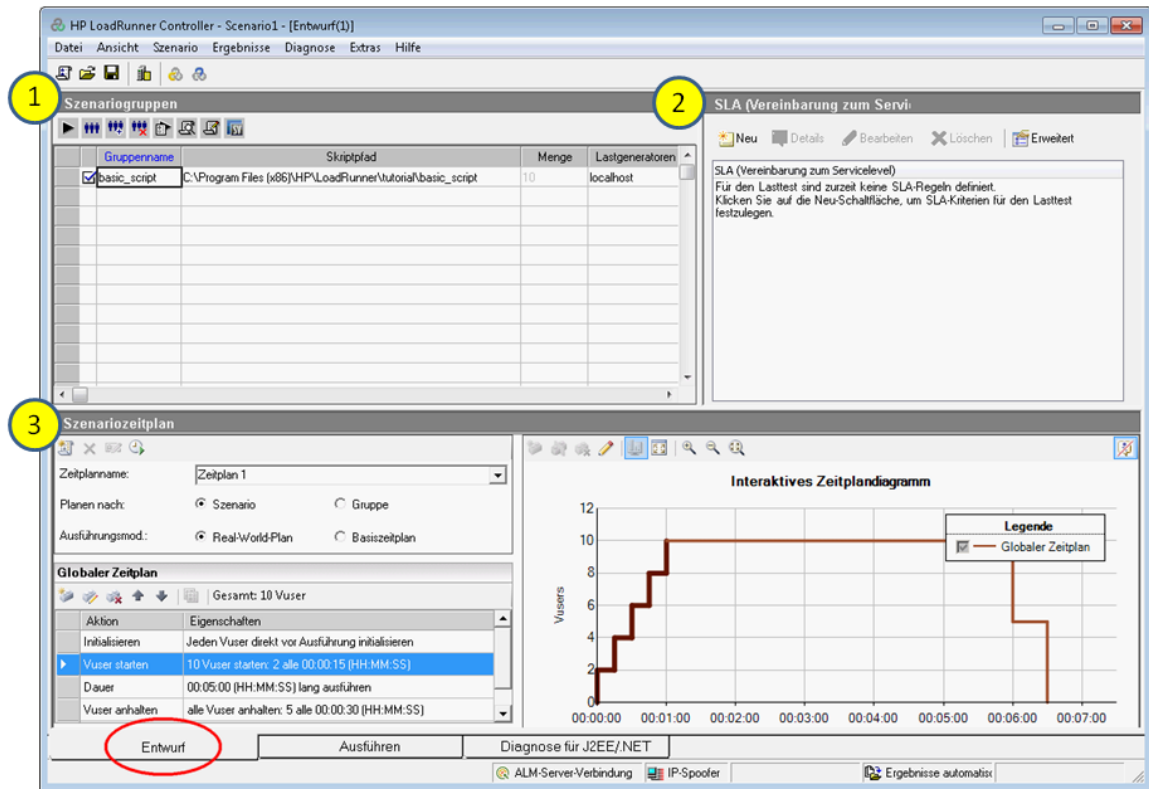 HP LoadRunner Controller - Scenario1 - [Entwurf(1)]
Datei Ansicht Szenario Ergebnisse Diagnose Extras Hilfe
1
Szenariogruppen
Gruppenname Skriptpfad Menge Lastgeneratoren
basic_script C:\Program Files (x86)\HP\LoadRunner\tutorial\basic_script 10 localhost
2
SLA (Vereinbarung zum Servi
Neu Details Bearbeiten Löschen Erweitert
SLA (Vereinbarung zum Servicelevel)
Für den Lasttest sind zurzeit keine SLA-Regeln definiert.
Klicken Sie auf die Neu-Schaltfläche, um SLA-Kriterien für den Lasttest
festzulegen.
3
Szenariozeitplan
Zeitplanname: Zeitplan 1
Planen nach: Szenario Gruppe
Ausführungsmod.: Real-World-Plan Basiszeitplan
Globaler Zeitplan
Gesamt: 10 Vuser
Aktion Eigenschaften
Initialisieren Jeden Vuser direkt vor Ausführung initialisieren
Vuser starten 10 Vuser starten: 2 alle 00:00:15 (HH:MM:SS)
Dauer 00:05:00 (HH:MM:SS) lang ausführen
Vuser anhalten alle Vuser anhalten: 5 alle 00:00:30 (HH:MM:SS)
Interaktives Zeitplandiagramm
Vusers
12
10
8
6
4
2
0
00:00:00 00:01:00 00:02:00 00:03:00 00:04:00 00:05:00 00:06:00 00:07:00
Legende
Globaler Zeitplan
Entwurf Ausführen Diagnose für J2EE/.NET
ALM-Server-Verbindung IP-Spoofer Ergebnisse automatisc